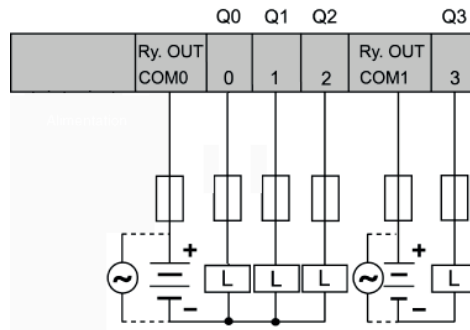 Q0 Q1 Q2 Q3
Ry. OUT Ry. OUT
COM0 0 1 2 COM1 3
+ +
~ L L L ~ L
− −